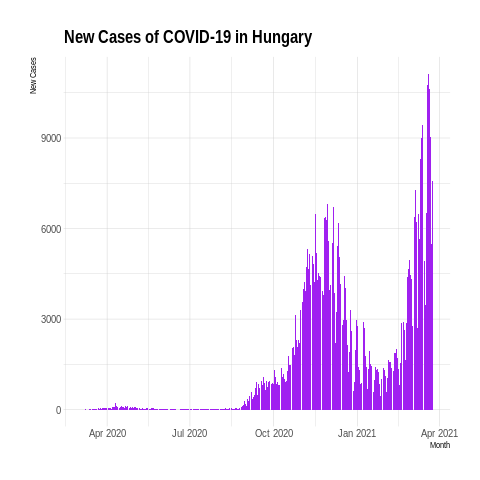 New Cases of COVID-19 in Hungary
New Cases
9000
6000
3000
0
Apr 2020 Jul 2020 Oct 2020 Jan 2021 Apr 2021
Month